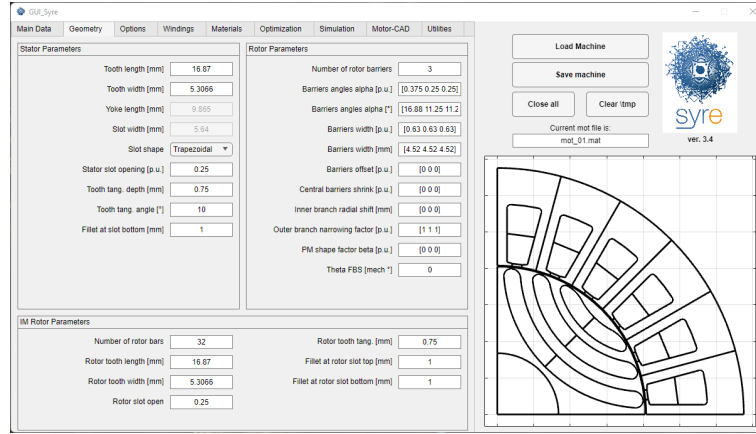 GUI_Syre
Main Data Geometry Options Windings Materials Optimization Simulation Motor-CAD Utilities
Stator Parameters
Tooth length [mm] 16.87
Tooth width [mm] 5.3066
Yoke length [mm] 9.865
Slot width [mm] 5.64
Slot shape Trapezoidal
Stator slot opening [p.u.] 0.25
Tooth tang. depth [mm] 0.75
Tooth tang. angle [°] 10
Fillet at slot bottom [mm] 1
Rotor Parameters
Number of rotor barriers 3
Barriers angles alpha [p.u.] [0.375 0.25 0.25]
Barriers angles alpha [°] [16.88 11.25 11.2
Barriers width [p.u.] [0.63 0.63 0.63]
Barriers width [mm] [4.52 4.52 4.52]
Barriers offset [p.u.] [0 0 0]
Central barriers shrink [p.u.] [0 0 0]
Inner branch radial shift [mm] [0 0 0]
Outer branch narrowing factor [p.u.] [1 1 1]
PM shape factor beta [p.u.] [0 0 0]
Theta FBS [mech °] 0
IM Rotor Parameters
Number of rotor bars 32
Rotor tooth length [mm] 16.87
Rotor tooth width [mm] 5.3066
Rotor slot open 0.25
Rotor tooth tang. [mm] 0.75
Fillet at rotor slot top [mm] 1
Fillet at rotor slot bottom [mm] 1
Load Machine
Save machine
Close all Clear \tmp
Current mot file is:
mot_01.mat
syre
ver. 3.4